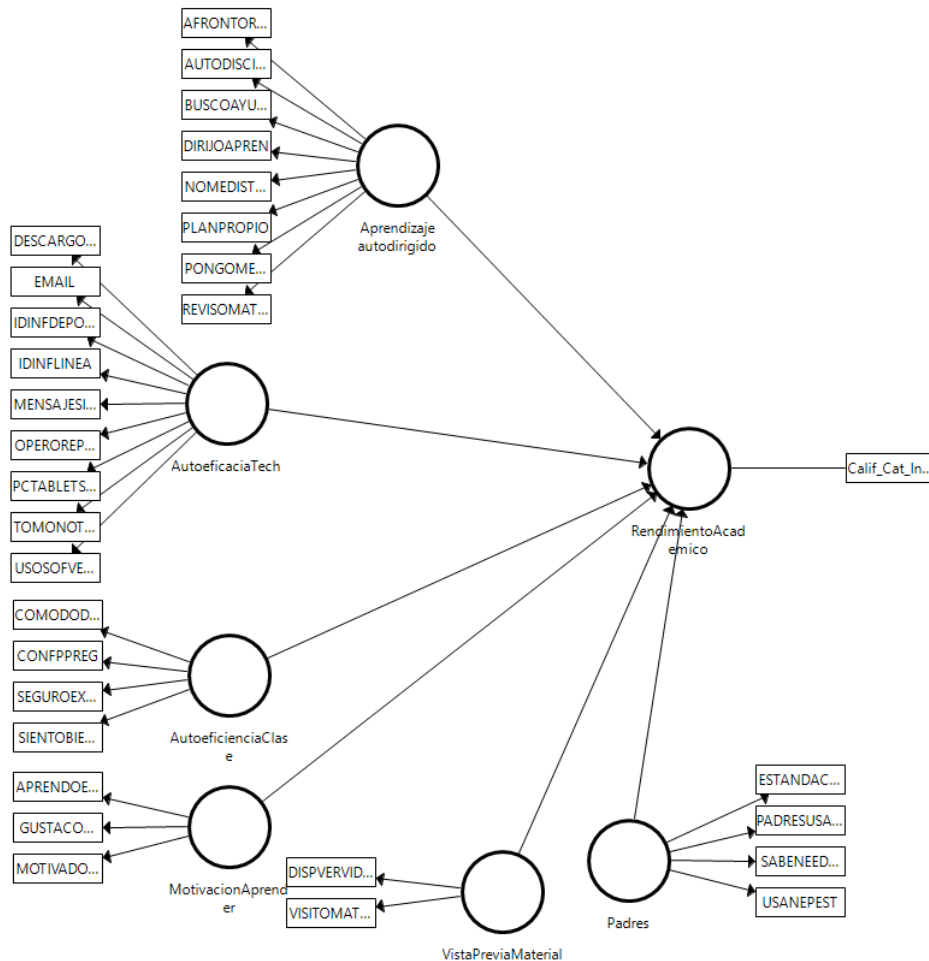 AFRONTOR...
AUTODISCI...
BUSCOAYU...
DIRIJOAPREN
NOMEDIST...
PLANPROPIO
PONGOME...
REVISOMAT...
Aprendizaje
autodirigido
DESCARGO...
EMAIL
IDINFDEPO...
IDINFLINEA
MENSAJESI...
OPEROREP...
PCTABLETS...
TOMONOT...
USOSOFVE...
AutoeficaciaTech
RendimientoAcad
emico
Calif_Cat_In...
COMODOD...
CONFPPREG
SEGUROEX...
SIENTOBIE...
AutoeficienciaClas
e
APRENDOE...
GUSTACO...
MOTIVADO...
MotivacionAprend
er
DISPVERVID...
VISITOMAT...
VistaPreviaMaterial
ESTANDAC...
PADRESUSA...
SABENEED...
USANEPEST
Padres